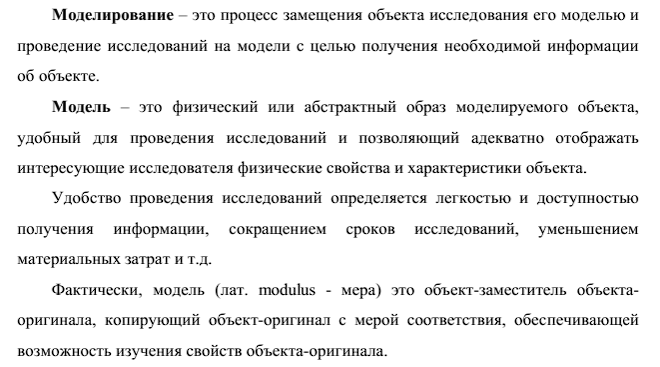 Моделирование – это процесс замещения объекта исследования его моделью и
проведение исследований на модели с целью получения необходимой информации
об объекте.
Модель – это физический или абстрактный образ моделируемого объекта,
удобный для проведения исследований и позволяющий адекватно отображать
интересующие исследователя физические свойства и характеристики объекта.
Удобство проведения исследований определяется легкостью и доступностью
получения информации, сокращением сроков исследований, уменьшением
материальных затрат и т.д.
Фактически, модель (лат. modulus - мера) это объект-заместитель объекта-
оригинала, копирующий объект-оригинал с мерой соответствия, обеспечивающей
возможность изучения свойств объекта-оригинала.